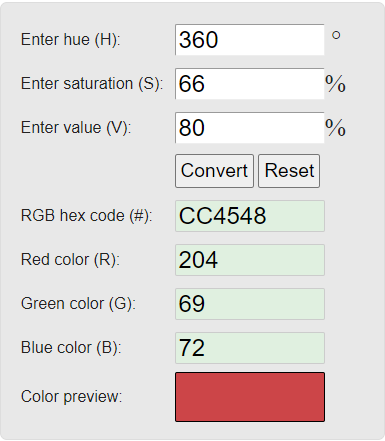 Enter hue (H): 360 °
Enter saturation (S): 66 %
Enter value (V): 80 %
Convert Reset
RGB hex code (#): CC4548
Red color (R): 204
Green color (G): 69
Blue color (B): 72
Color preview: